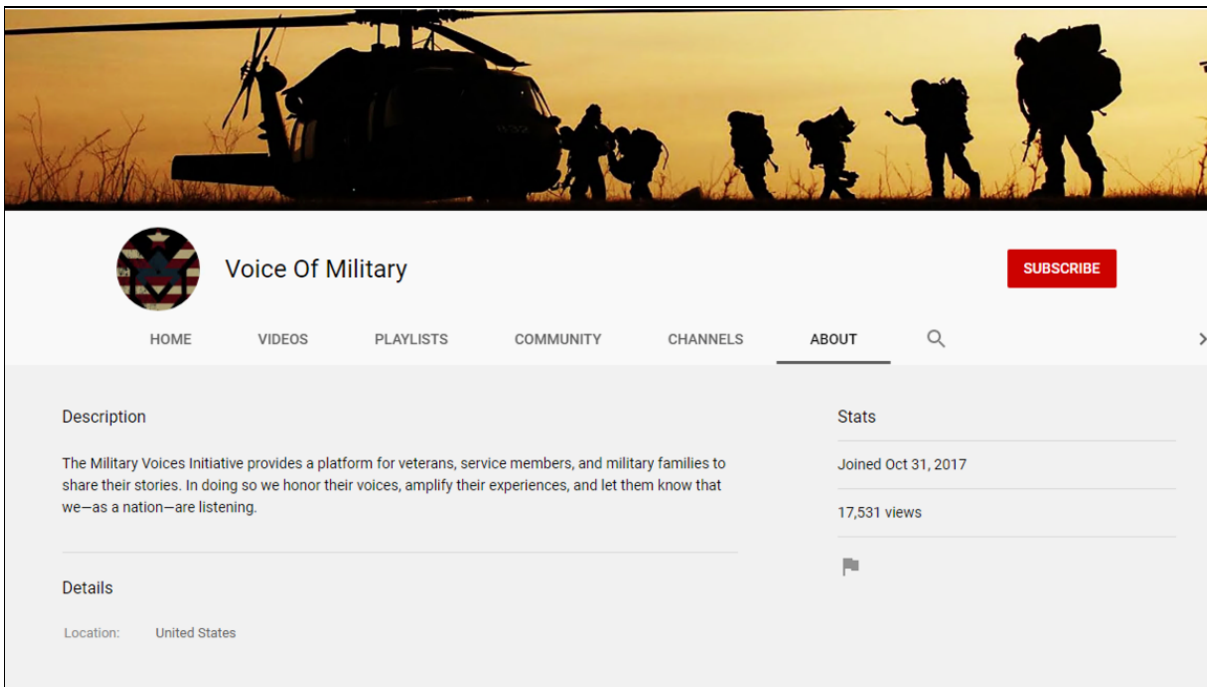 Voice Of Military
SUBSCRIBE
HOME VIDEOS PLAYLISTS COMMUNITY CHANNELS ABOUT
Description
The Military Voices Initiative provides a platform for veterans, service members, and military families to
share their stories. In doing so we honor their voices, amplify their experiences, and let them know that
we—as a nation—are listening.
Details
Location: United States
Stats
Joined Oct 31, 2017
17,531 views